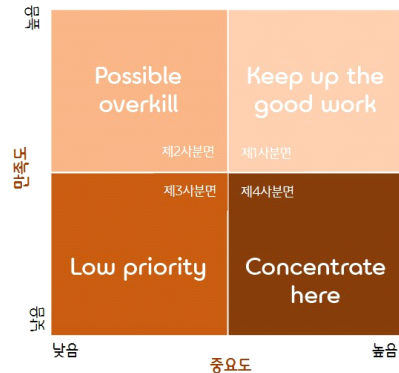 높음
Possible
overkill
제2사분면
Keep up the
good work
제1사분면
만족도
제3사분면
Low priority
제4사분면
Concentrate
here
낮음
낮음
높음
중요도